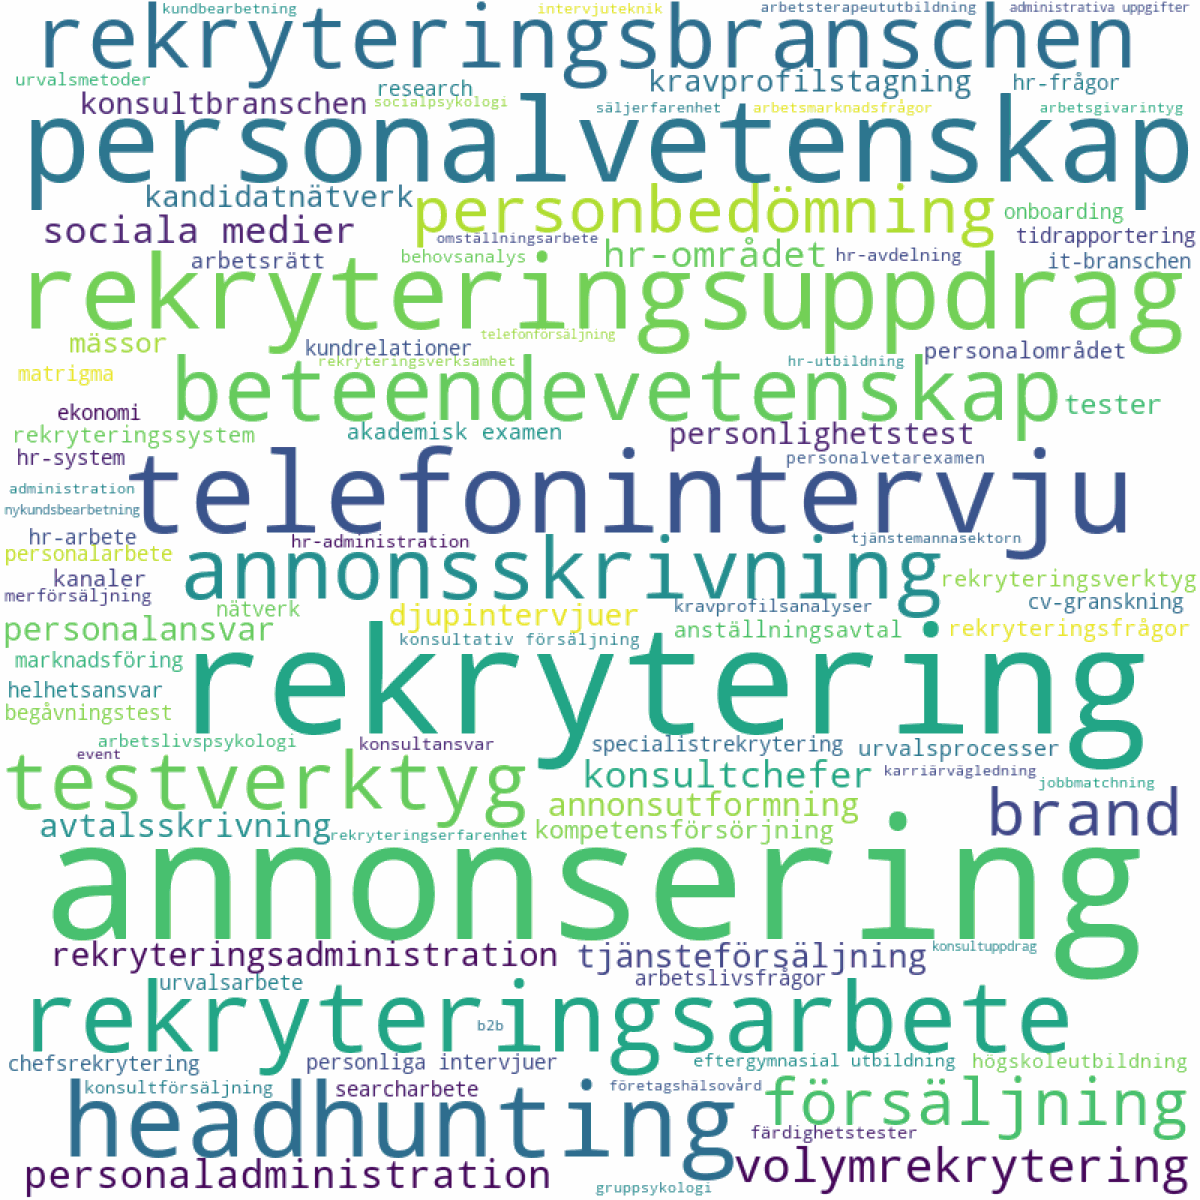 kundbearbetning
intervjuteknik
arbetsterapeututbildning
administrativa uppgifter
rekryteringsbranschen
urvalsmetoder
research
kravprofilstagning
hr-frågor
konsultbranschen
socialpsykologi
säljerfarenhet
arbetsmarknadsfrågor
arbetsgivarintyg
personalvetenskap
kandidatnätverk
personbedömning
onboarding
sociala medier
omställningsarbete
tidrapportering
arbetsrätt
behovsanalys
hr-området
hr-avdelning
it-branschen
rekryteringsuppdrag
mässor
telefonförsäljning
kundrelationer
rekryteringsverksamhet
hr-utbildning
personalområdet
matrigma
beteendevetenskap
tester
ekonomi
rekryteringssystem
akademisk examen
personlighetstest
hr-system
personalvetarexamen
telefonintervju
administration
nykundsbearbetning
hr-arbete
hr-administration
tjänstemannasektorn
personalarbete
annonsskrivning
kanaler
rekryteringsverktyg
merförsäljning
nätverk
djupintervjuer
kravprofilsanalyser
cv-granskning
personalansvar
konsultativ försäljning
anställningsavtal
rekryteringsfrågor
marknadsföring
rekrytering
helhetsansvar
begåvningstest
arbetslivspsykologi
event
konsultansvar
specialistrekrytering
urvalsprocesser
testverktyg
konsultchefer
karriärvägledning
jobbmatchning
annonsutformning
brand
avtalsskrivning
rekryteringserfarenhet
kompetensförsörjning
annonsering
rekryteringsadministration
tjänsteförsäljning
konsultuppdrag
urvalsarbete
arbetslivsfrågor
rekryteringsarbete
b2b
chefsrekrytering
personliga intervjuer
eftergymnasial utbildning
högskoleutbildning
konsultförsäljning
searcharbete
företagshälsovård
headhunting
försäljning
färdighetstester
personaladministration
volymrekrytering
gruppsykologi